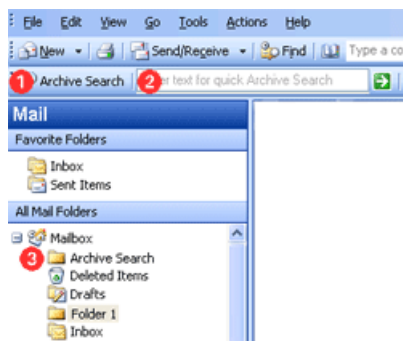 File Edit View Go Tools Actions Help
New Send/Receive Find Type a co
1 Archive Search 2 er text for quick Archive Search
Mail
Favorite Folders
Inbox
Sent Items
All Mail Folders
Mailbox
3 Archive Search
Deleted Items
Drafts
Folder 1
Inbox